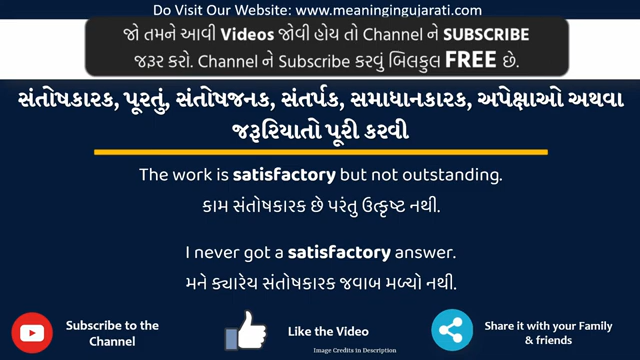 Do Visit Our Website: www.meaningingujarati.com
જો તમને આવી Videos જોવી હોય તો Channel ને SUBSCRIBE
જરૂર કરો. Channel ને Subscribe કરવું બિલકુલ FREE છે.
સંતોષકારક, પૂરતું, સંતોષજનક, સંતર્પક, સમાધાનકારક, અપેક્ષાઓ અથવા
જરૂરિયાતો પૂરી કરવી
The work is satisfactory but not outstanding.
કામ સંતોષકારક છે પરંતુ ઉત્કૃષ્ટ નથી.
I never got a satisfactory answer.
મને ક્યારેય સંતોષકારક જવાબ મળ્યો નથી.
Subscribe to the
Channel
Like the Video
Share it with your Family
& friends
Image Credits in Description